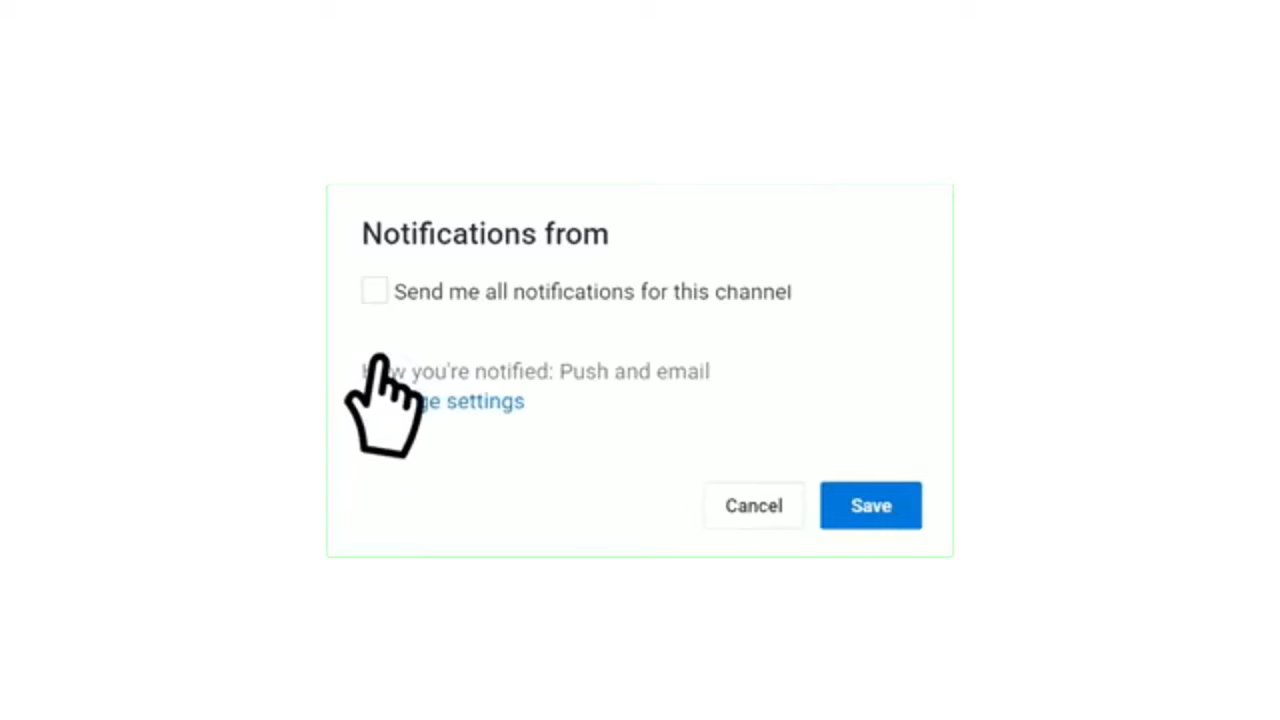 Notifications from
Send me all notifications for this channel
you're notified: Push and email
settings
Cancel
Save